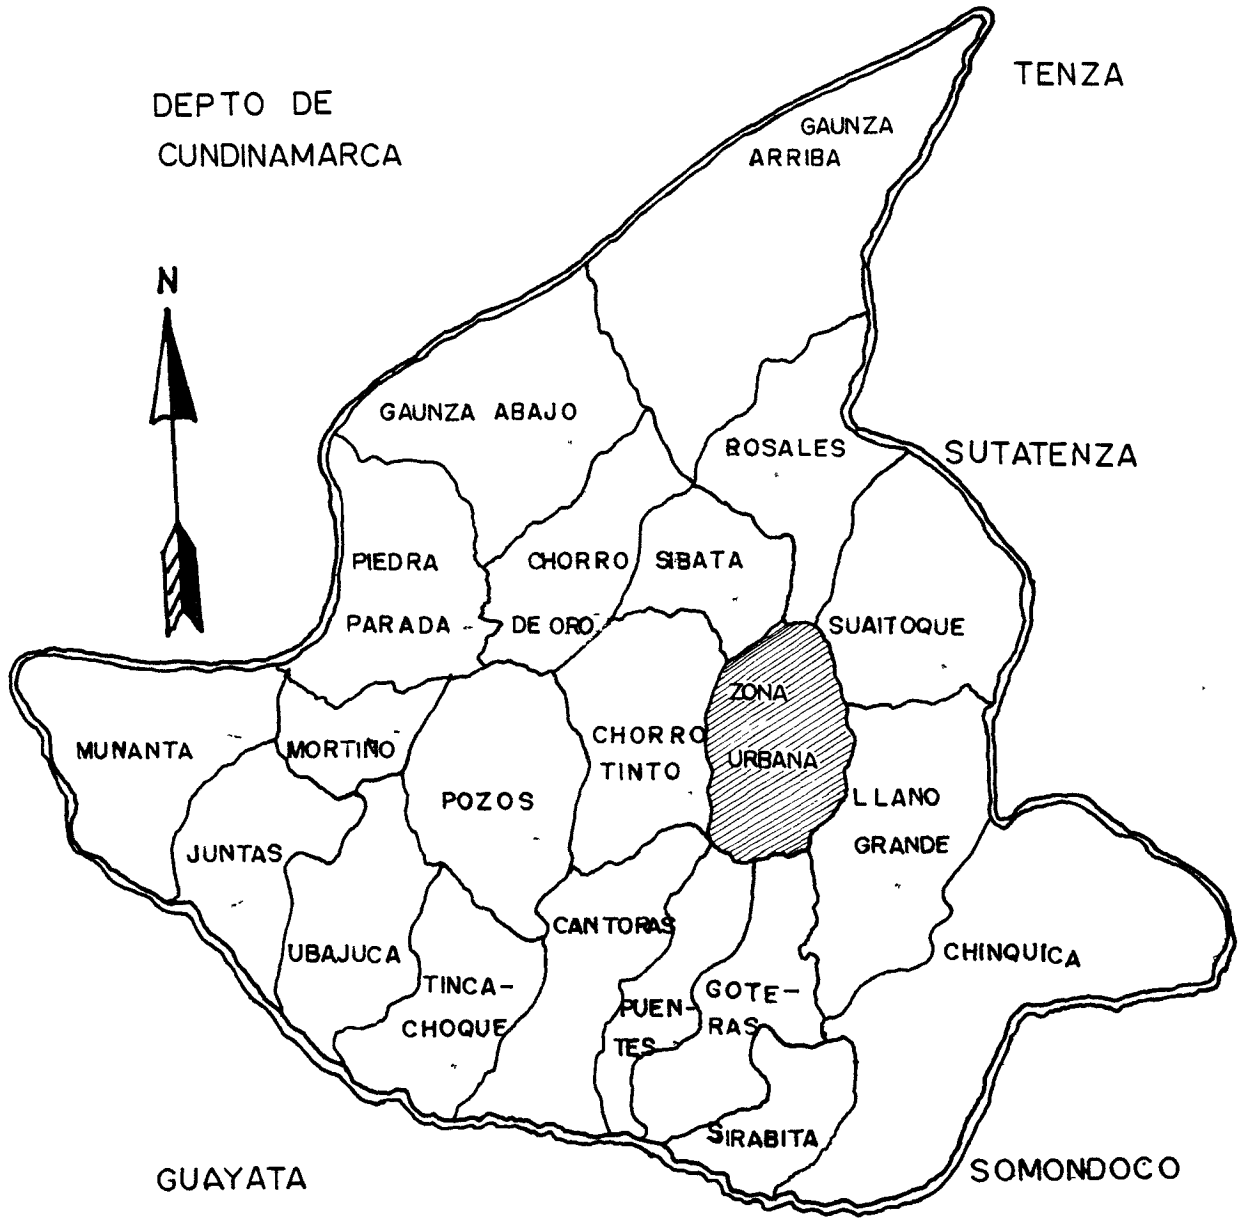 TENZA
DEPTO DE
CUNDINAMARCA
GAUNZA
ARRIBA
N
GAUNZA ABAJO
ROSALES
SUTATENZA
PIEDRA
PARADA
CHORRO
DE ORO
SIBATA
SUAITOQUE
ZONA
URBANA
MUNANTA
MORTIÑO
CHORRO
TINTO
POZOS
LLANO
GRANDE
JUNTAS
CANTORAS
UBAJUCA
CHINQUICA
TINCA-
CHOQUE
PUEN-
TES
GOTE-
RAS
SIRABITA
GUAYATA
SOMONDOCO